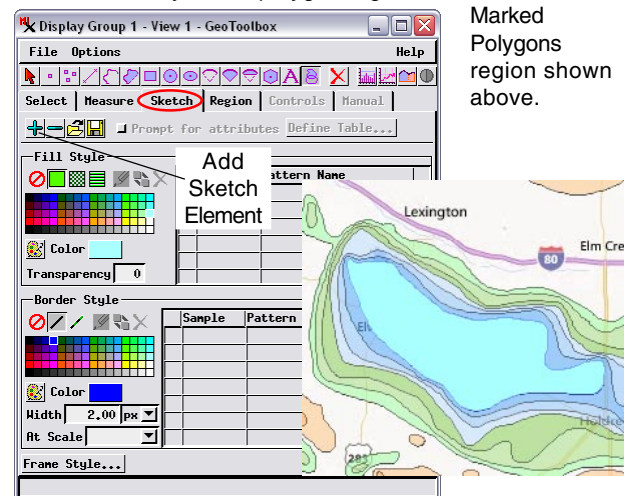 Display Group 1 - View 1 - GeoToolbox
File Options Help
Select Measure Sketch Region Controls Manual
Prompt for attributes Define Table...
Fill Style
Pattern Name
Color
Transparency 0
Border Style
Sample Pattern
Color
Width 2.00 px
At Scale
Frame Style...
Add
Sketch
Element
Marked
Polygons
region shown
above.
Lexington
80
Elm Cre
Holdre
283